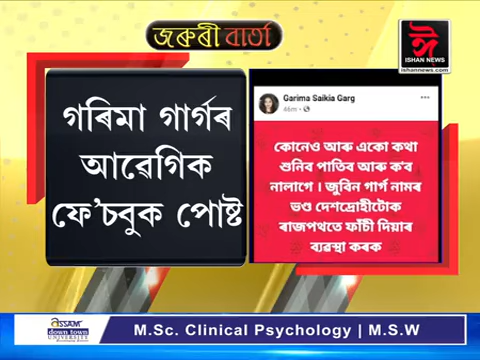 জৰুৰী বাৰ্তা
ঈ
ISHAN NEWS
ishannews.com
গৰিমা গাৰ্গৰ
আৱেগিক
ফে'চবুক পোষ্ট
Garima Saikia Garg
46m
কোনেও আৰু একো কথা
শুনিব পাতিব আৰু ক'ব
নালাগে । জুবিন গাৰ্গ নামৰ
ভণ্ড দেশদ্ৰোহীটোক
ৰাজপথতে ফাঁচী দিয়াৰ
ব্যৱস্থা কৰক
assam
down town
UNIVERSITY
M.Sc. Clinical Psychology | M.S.W